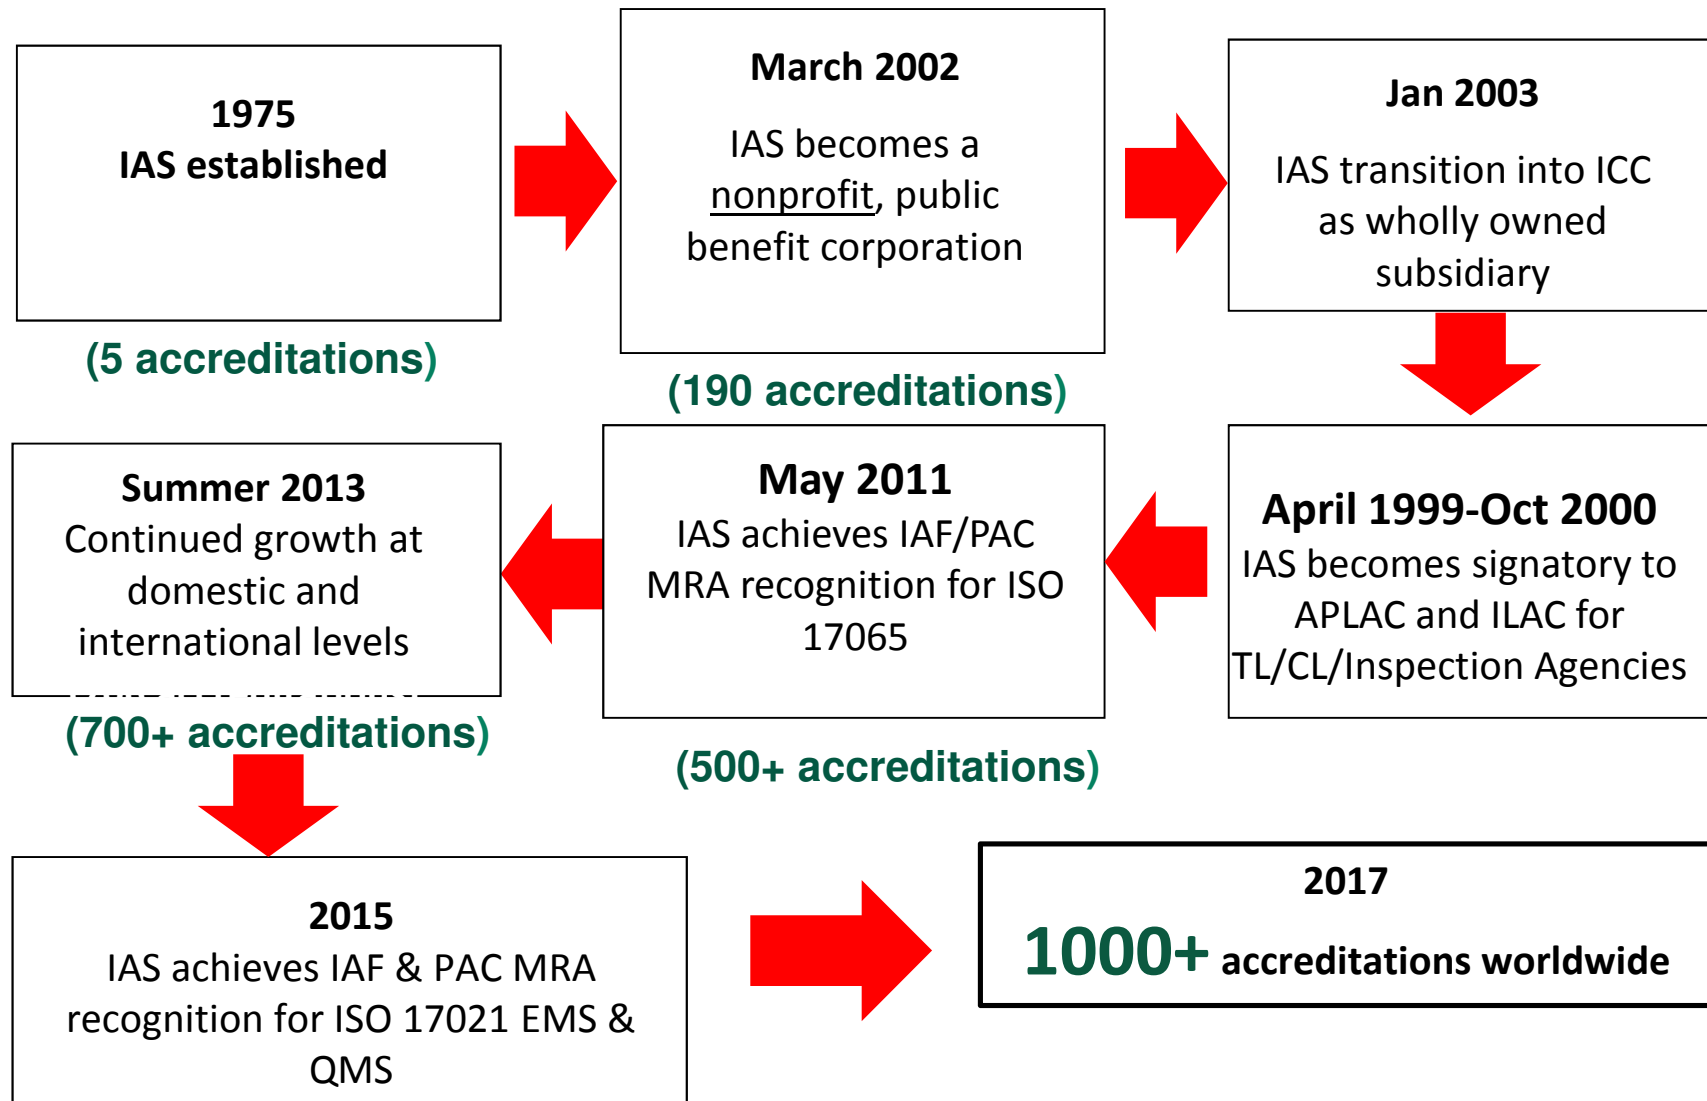 1975
IAS established
(5 accreditations)
March 2002
IAS becomes a
nonprofit, public
benefit corporation
(190 accreditations)
Jan 2003
IAS transition into ICC
as wholly owned
subsidiary
April 1999-Oct 2000
IAS becomes signatory to
APLAC and ILAC for
TL/CL/Inspection Agencies
May 2011
IAS achieves IAF/PAC
MRA recognition for ISO
17065
(500+ accreditations)
Summer 2013
Continued growth at
domestic and
international levels
(700+ accreditations)
2015
IAS achieves IAF & PAC MRA
recognition for ISO 17021 EMS &
QMS
2017
1000+ accreditations worldwide